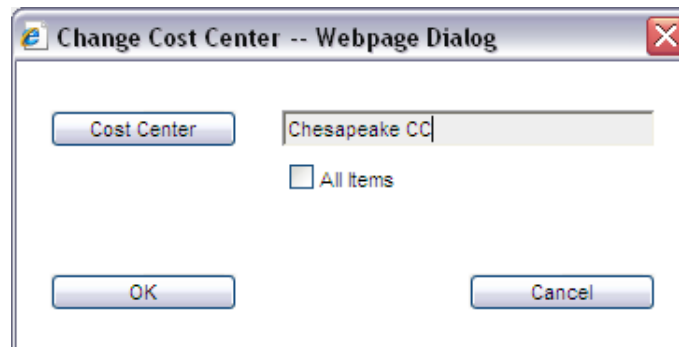 Change Cost Center -- Webpage Dialog
Cost Center Chesapeake CC
All Items
OK Cancel